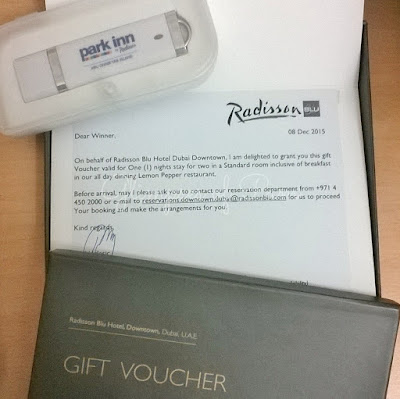 park inn
by Radisson
Radisson BLU
08 Dec 2015
Dear Winner,
On behalf of Radisson Blu Hotel Dubai Downtown, I am delighted to grant you this gift
Voucher valid for One (1) nights stay for two in a Standard room inclusive of breakfast
in our all day dinning Lemon Pepper restaurant.
Before arrival, may I please ask you to contact our reservation department from +971 4
450 2000 or e-mail to reservations.downtown.dubai@radissonblu.com for us to proceed
Your booking and make the arrangements for you.
Kind regards,
Radisson Blu Hotel, Downtown, Dubai, U.A.E
GIFT VOUCHER